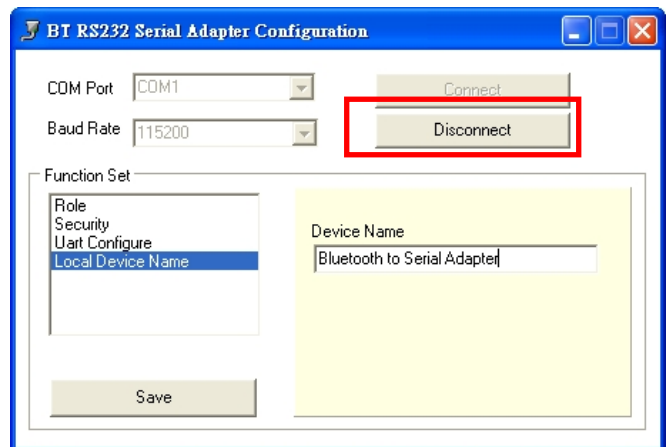 BT RS232 Serial Adapter Configuration
COM Port COM1 Connect
Baud Rate 115200 Disconnect
Function Set
Role
Security
Uart Configure
Local Device Name
Device Name
Bluetooth to Serial Adapter
Save